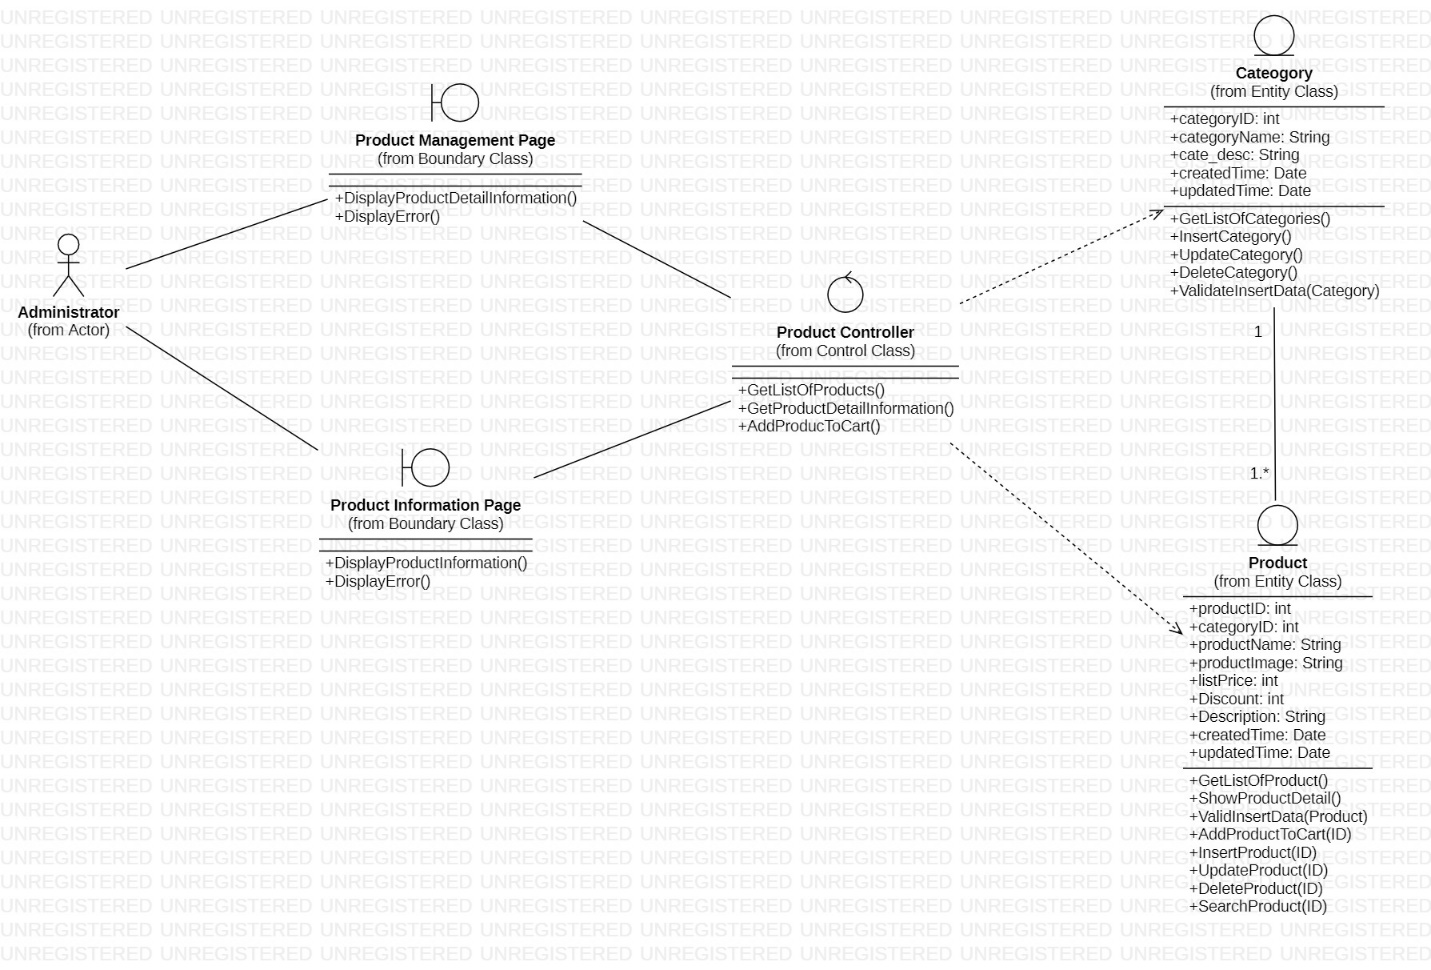 Product Management Page
(from Boundary Class)
+DisplayProductDetailInformation()
+DisplayError()
Administrator
(from Actor)
Product Information Page
(from Boundary Class)
+DisplayProductInformation()
+DisplayError()
Product Controller
(from Control Class)
+GetListOfProducts()
+GetProductDetailInformation()
+AddProducToCart()
Cateogory
(from Entity Class)
+categoryID: int
+categoryName: String
+cate_desc: String
+createdTime: Date
+updatedTime: Date
+GetListOfCategories()
+InsertCategory()
+UpdateCategory()
+DeleteCategory()
+ValidateInsertData(Category)
1
1.*
Product
(from Entity Class)
+productID: int
+categoryID: int
+productName: String
+productImage: String
+listPrice: int
+Discount: int
+Description: String
+createdTime: Date
+updatedTime: Date
+GetListOfProduct()
+ShowProductDetail()
+ValidInsertData(Product)
+AddProductToCart(ID)
+InsertProduct(ID)
+UpdateProduct(ID)
+DeleteProduct(ID)
+SearchProduct(ID)
UNREGISTERED